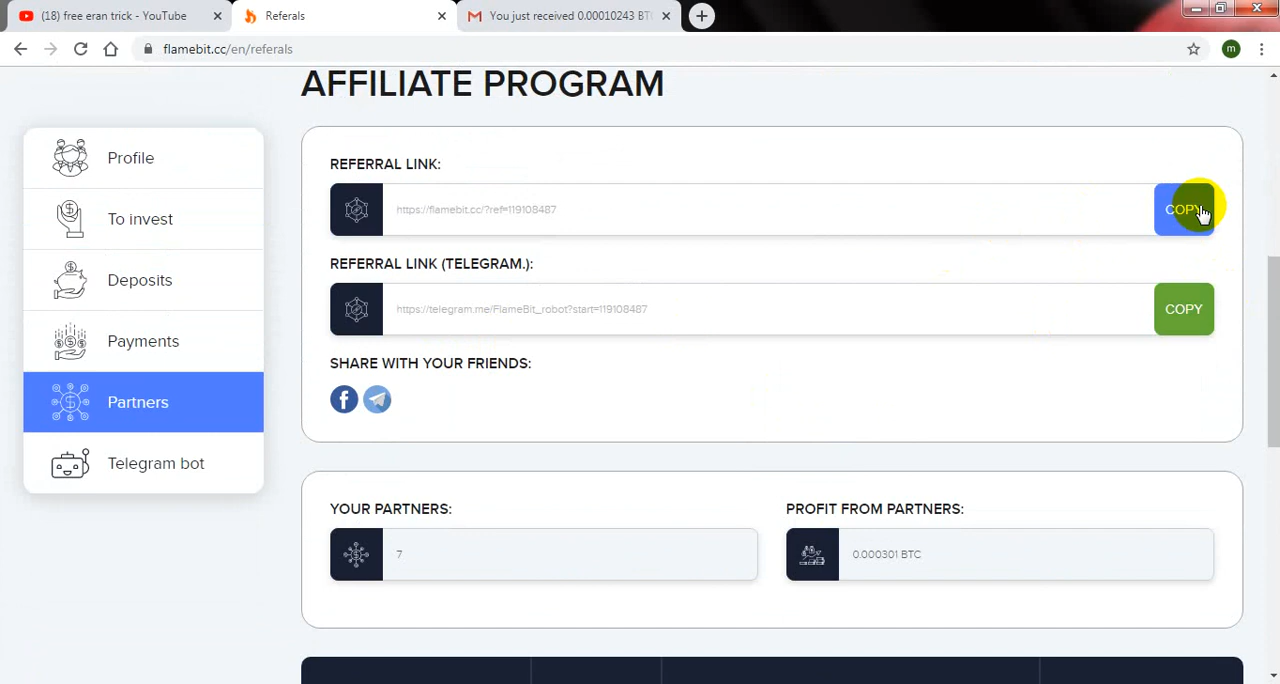 (18) free eran trick - YouTube
Referals
You just received 0.00010243 BT
flamebit.cc/en/referals
m
AFFILIATE PROGRAM
Profile
To invest
Deposits
Payments
Partners
Telegram bot
REFERRAL LINK:
https://flamebit.cc/?ref=119108487
COPY
REFERRAL LINK (TELEGRAM.):
https://telegram.me/FlameBit_robot?start=119108487
COPY
SHARE WITH YOUR FRIENDS:
YOUR PARTNERS:
7
PROFIT FROM PARTNERS:
0.000301 BTC